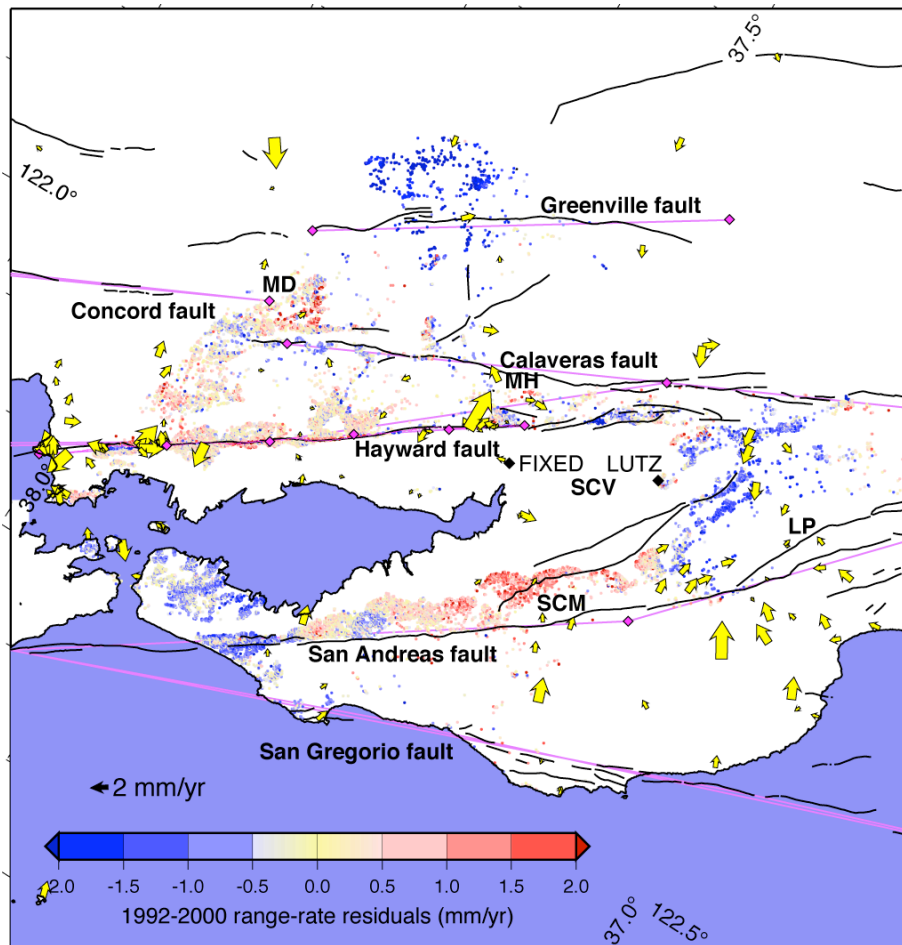 37.5°
122.0°
Greenville fault
MD
Concord fault
Calaveras fault
MH
Hayward fault
38.0°
FIXED LUTZ
SCV
LP
SCM
San Andreas fault
San Gregorio fault
2 mm/yr
-2.0 -1.5 -1.0 -0.5 0.0 0.5 1.0 1.5 2.0
1992-2000 range-rate residuals (mm/yr)
37.0°
122.5°